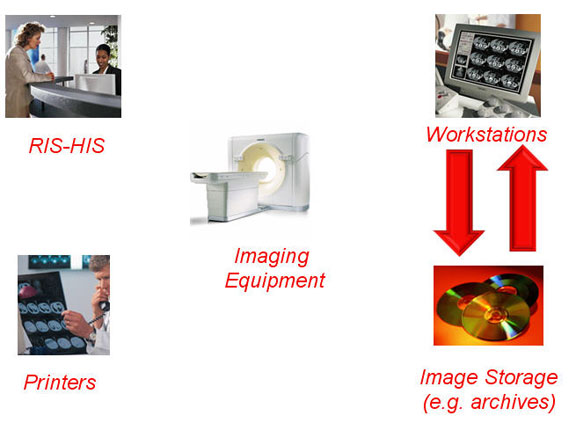 RIS-HIS
Workstations
Imaging
Equipment
Printers
Image Storage
(e.g. archives)